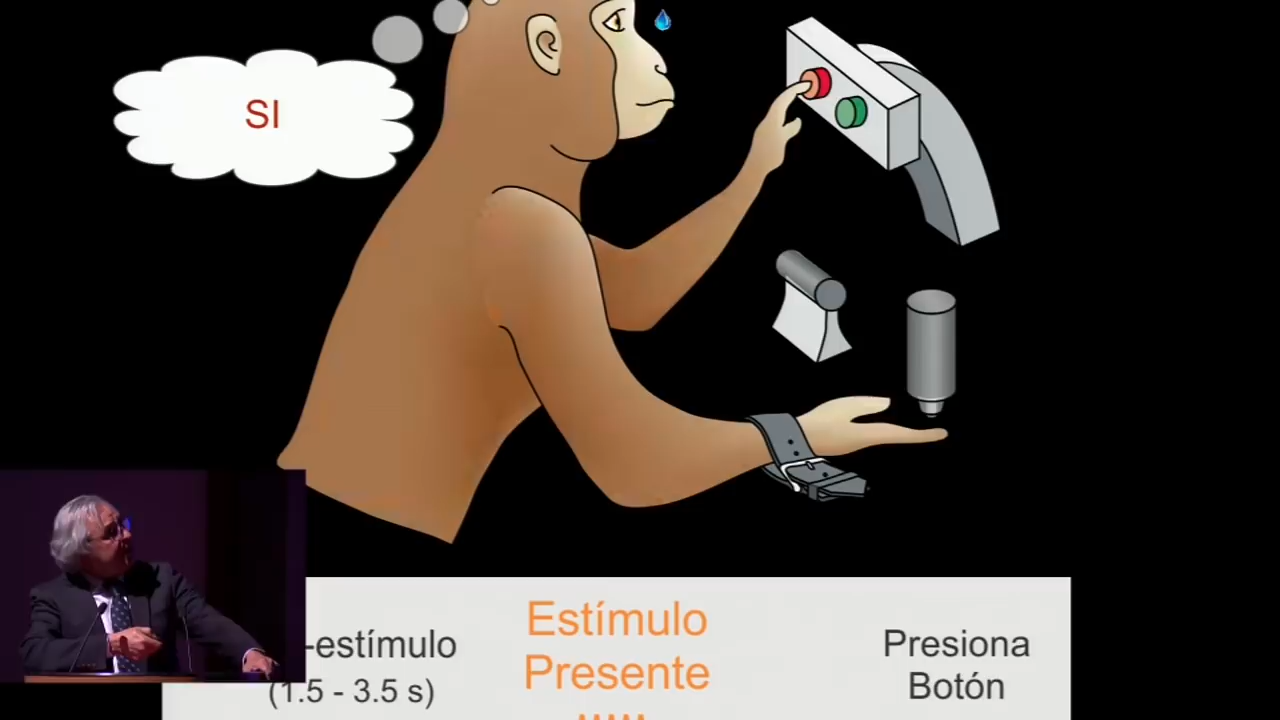 SI
-estímulo
(1.5 - 3.5 s)
Estímulo
Presente
Presiona
Botón